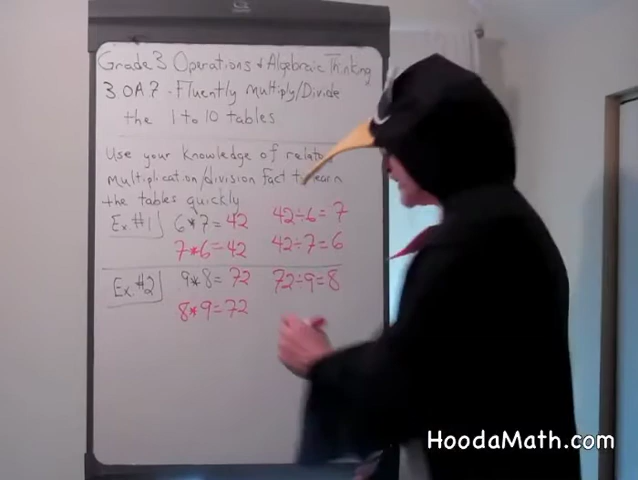 Grade 3 Operations & Algebraic Thinking
3.OA.7 - Fluently multiply/Divide
the 1 to 10 tables
Use your knowledge of related
multiplication/division fact to learn
the tables quickly
Ex. #1 6*7=42 42÷6=7
7*6=42 42÷7=6
Ex. #2 9*8=72 72÷9=8
8*9=72
HoodaMath.com